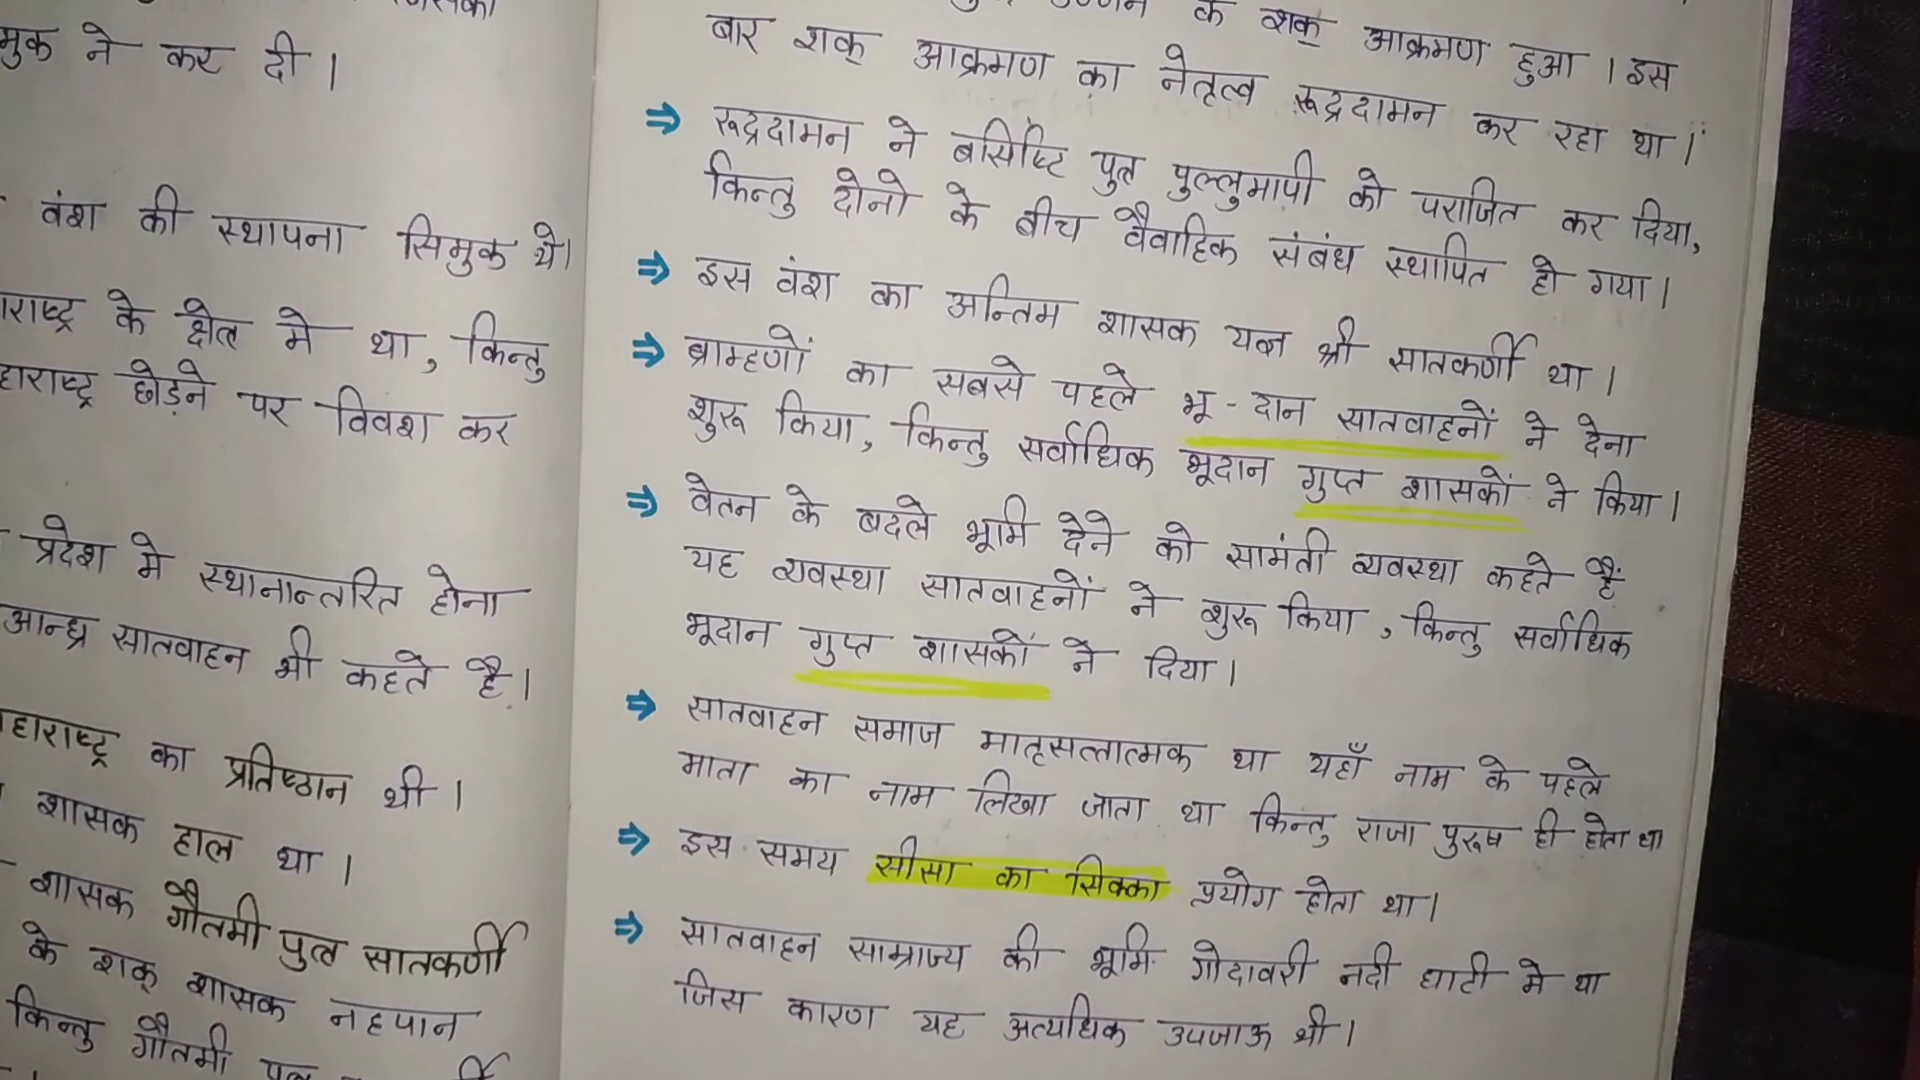 मुक ने कर दी ।
वंश की स्थापना सिमुक थे।
ाराष्ट्र के क्षेत्र मे था, किन्तु
हाराष्ट्र छोड़ने पर विवश कर
प्रदेश मे स्थानान्तरित होना
आन्ध्र सातवाहन भी कहते है।
हाराष्ट्र का प्रतिष्ठान थी ।
शासक हाल था ।
शासक गौतमी पुत्र सातकर्णी
के शक् शासक नहपान
किन्तु गौतमी
के शक् आक्रमण हुआ । इस
बार शक् आक्रमण का नेतृत्व रूद्रदामन कर रहा था।
⇒ रूद्रदामन ने बसिष्टि पुत्र पुल्लुमापी को पराजित कर दिया,
किन्तु दोनो के बीच वैवाहिक संबंध स्थापित हो गया।
⇒ इस वंश का अन्तिम शासक यज्ञ श्री सातकर्णी था ।
⇒ ब्राम्हणों का सबसे पहले भू - दान सातवाहनों ने देना
शुरू किया, किन्तु सर्वाधिक भूदान गुप्त शासकों ने किया।
⇒ वेतन के बदले भूमि देने को सामंती व्यवस्था कहते हैं
यह व्यवस्था सातवाहनों ने शुरू किया, किन्तु सर्वाधिक
भूदान गुप्त शासकों ने दिया।
⇒ सातवाहन समाज मातृसत्तात्मक था यहाँ नाम के पहले
माता का नाम लिखा जाता था किन्तु राजा पुरूष ही होता था
⇒ इस समय सीसा का सिक्का प्रयोग होता था।
⇒ सातवाहन साम्राज्य की भूमि गोदावरी नदी घाटी मे था
जिस कारण यह अत्यधिक उपजाऊ थी।